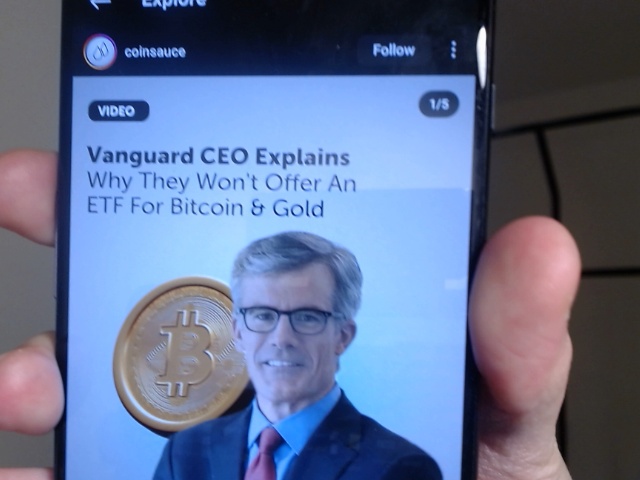 Explore
coinsauce
Follow
VIDEO
1/5
Vanguard CEO Explains
Why They Won't Offer An
ETF For Bitcoin & Gold